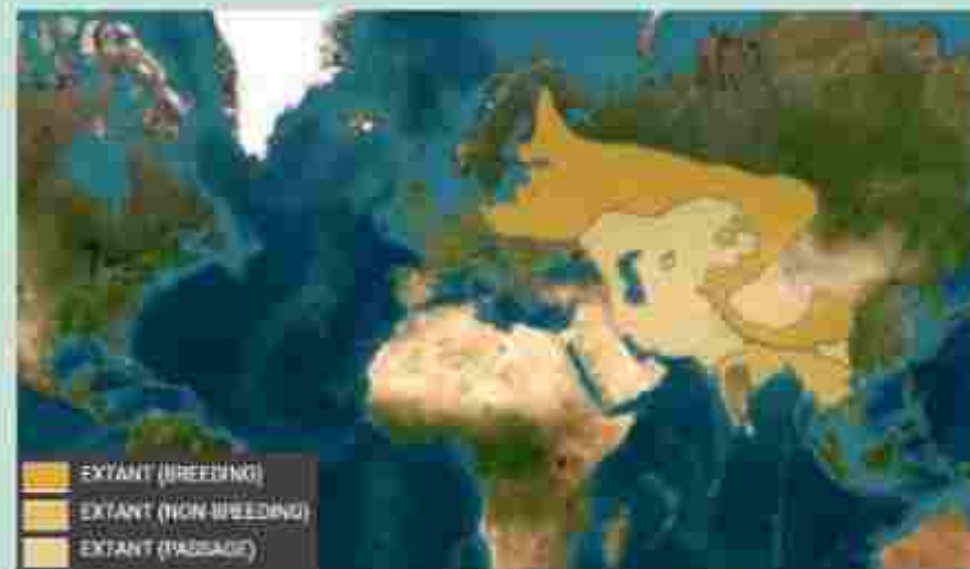 EXTANT (BREEDING)
EXTANT (NON-BREEDING)
EXTANT (PASSAGE)